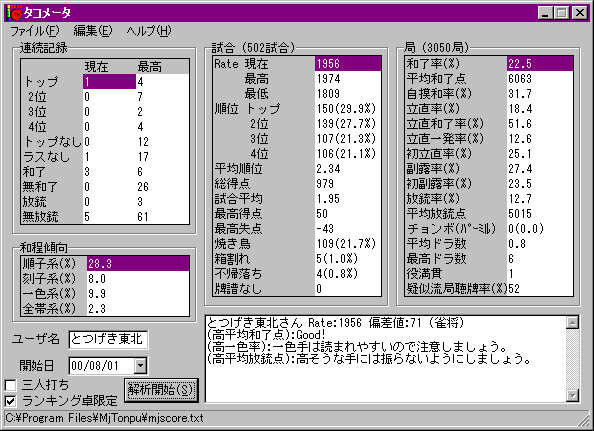 タコメータ
ファイル(F) 編集(E) ヘルプ(H)
連続記録
現在 最高
トップ 1 4
2位 0 7
3位 0 2
4位 0 4
トップなし 0 12
ラスなし 1 17
和了 3 6
無和了 0 26
放銃 0 3
無放銃 5 61
和程傾向
順子系(%) 28.3
刻子系(%) 8.0
一色系(%) 9.9
全帯系(%) 2.3
ユーザ名 とつげき東北
開始日 00/08/01
三人打ち
ランキング卓限定
解析開始(S)
試合 (502試合)
Rate 現在 1956
最高 1974
最低 1809
順位 トップ 150(29.9%)
2位 139(27.7%)
3位 107(21.3%)
4位 106(21.1%)
平均順位 2.34
総得点 979
試合平均 1.95
最高得点 50
最高失点 -43
焼き鳥 109(21.7%)
箱割れ 5(1.0%)
不帰落ち 4(0.8%)
牌譜なし 0
局 (3050局)
和了率(%) 22.5
平均和了点 6063
自摸和率(%) 31.7
立直率(%) 18.4
立直和了率(%) 51.6
立直一発率(%) 12.6
初立直率(%) 25.1
副露率(%) 27.4
初副露率(%) 23.5
放銃率(%) 12.7
平均放銃点 5015
チョンボ(ﾊﾟｰﾐﾙ) 0(0.0)
平均ドラ数 0.8
最高ドラ数 6
役満貫 1
疑似流局聴牌率(%) 52
とつげき東北さん Rate:1956 偏差値:71 (雀将)
(高平均和了点):Good!
(高一色率):一色手は読まれやすいので注意しましょう。
(高平均放銃点):高そうな手には振らないようにしましょう。
C:¥Program Files¥MjTonpu¥mjscore.txt